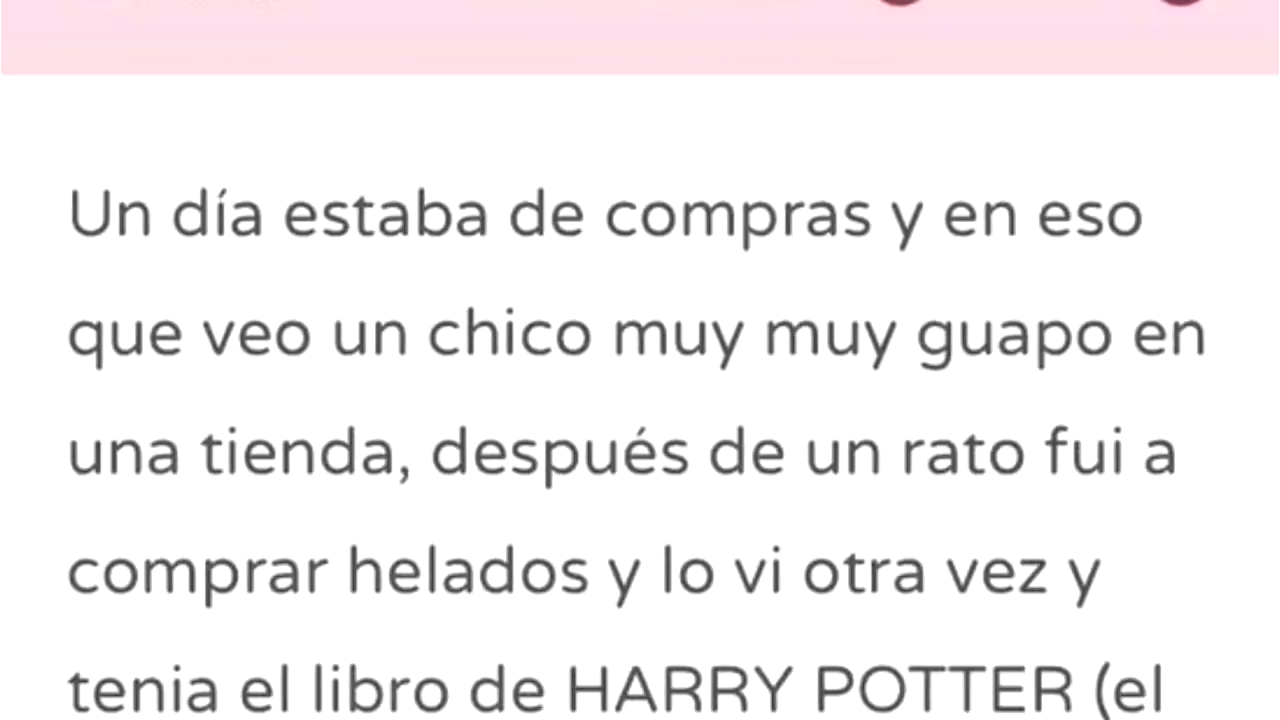 Un día estaba de compras y en eso
que veo un chico muy muy guapo en
una tienda, después de un rato fui a
comprar helados y lo vi otra vez y
tenia el libro de HARRY POTTER (el